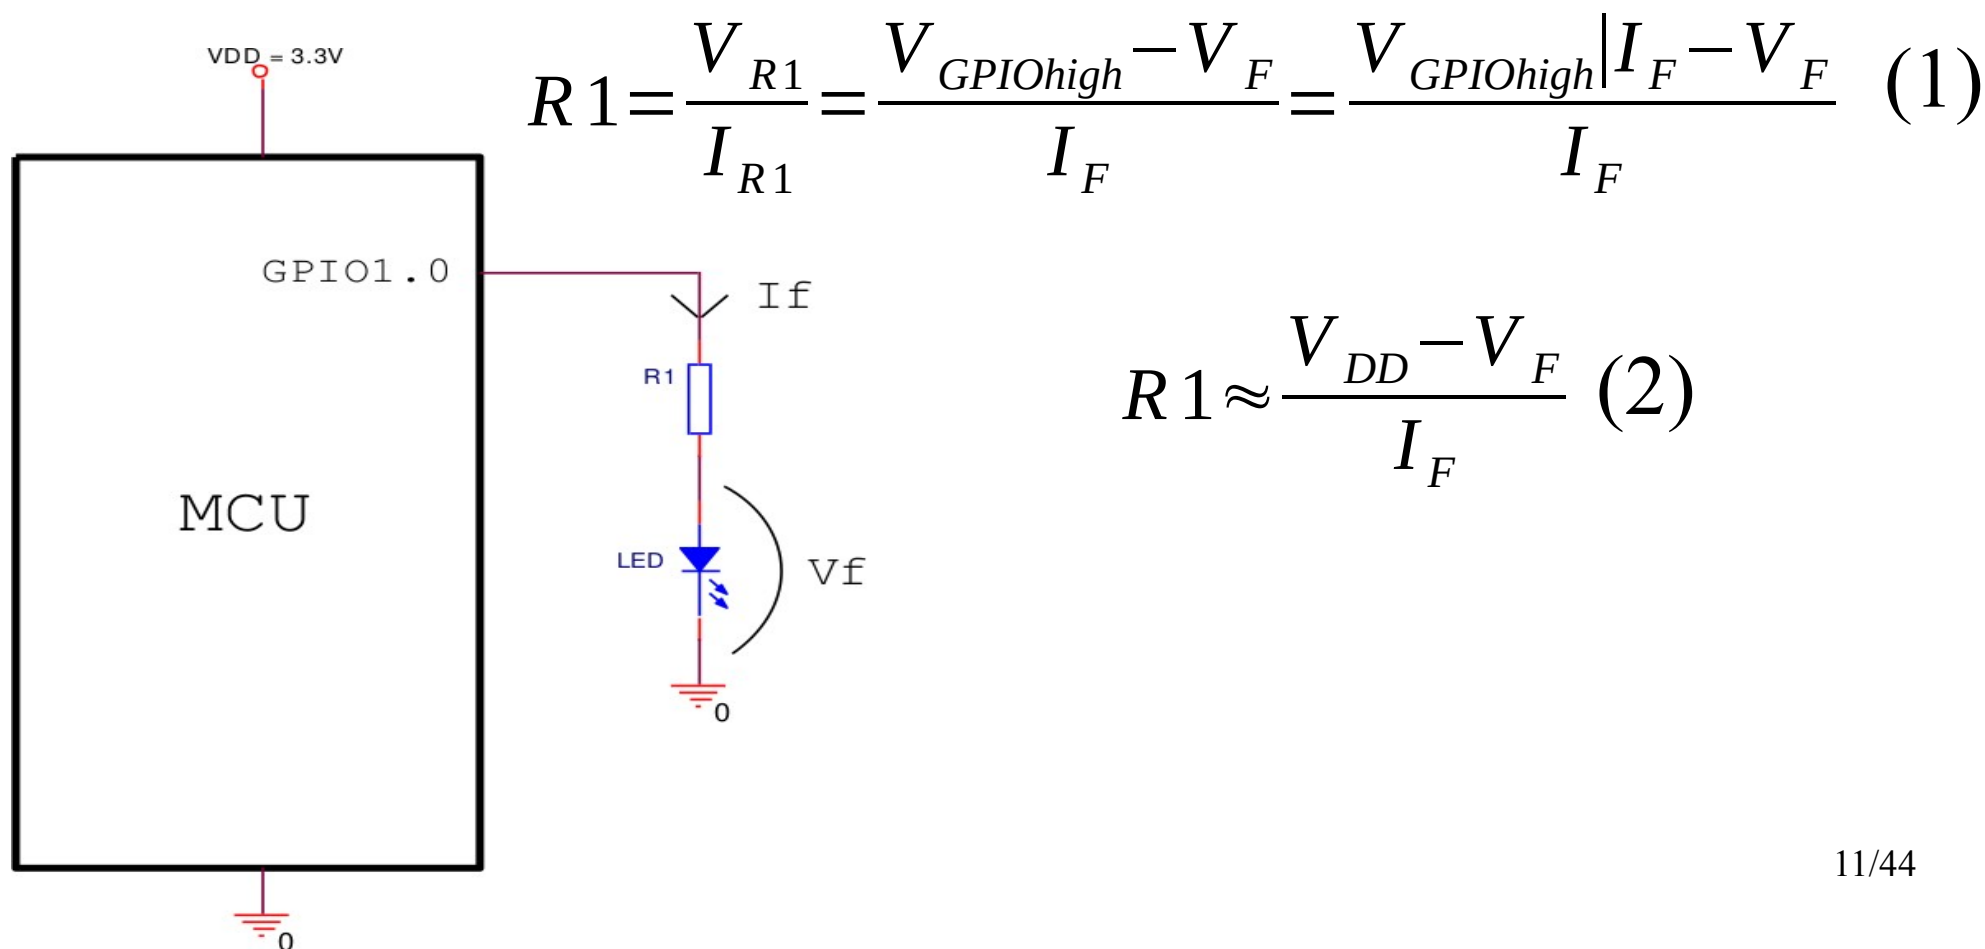 VDD = 3.3V
R1 = V_R1 / I_R1 = (V_GPIOhigh − V_F) / I_F = (V_GPIOhigh|I_F − V_F) / I_F (1)
GPIO1.0
If
R1 ≈ (V_DD − V_F) / I_F (2)
R1
MCU
LED
Vf
0
11/44
0